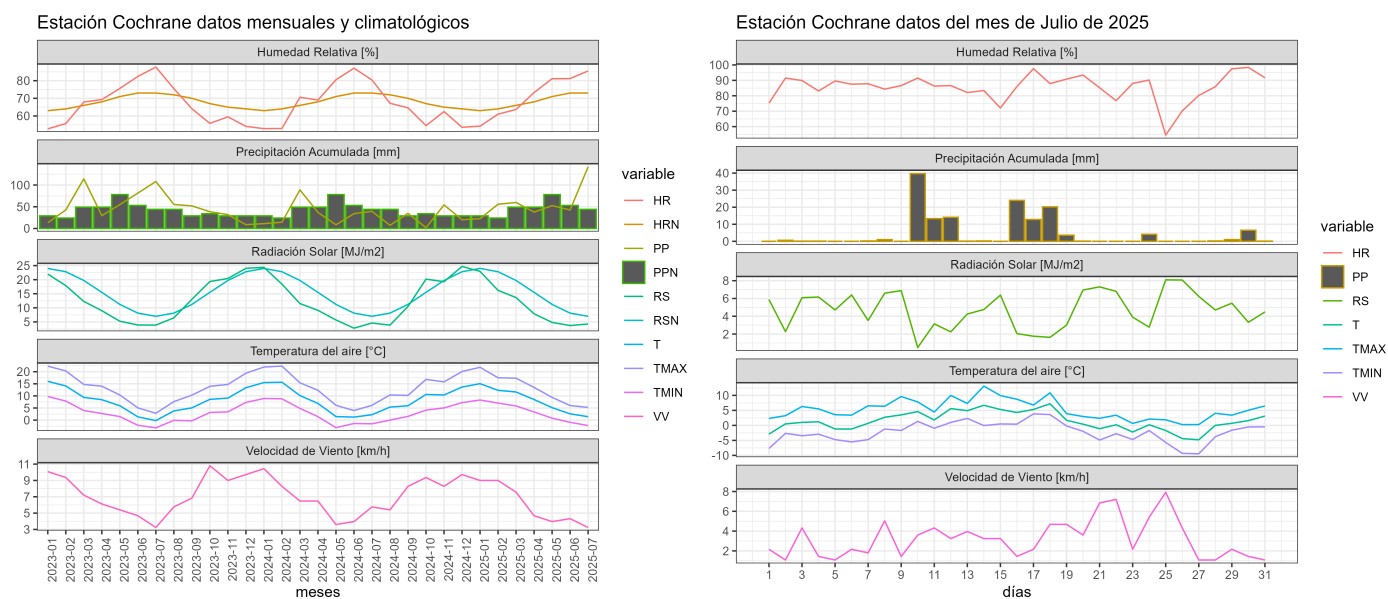 Estación Cochrane datos mensuales y climatológicos
Humedad Relativa [%]
80
70
60
Precipitación Acumulada [mm]
100
50
0
Radiación Solar [MJ/m2]
25
20
15
10
5
Temperatura del aire [°C]
20
15
10
5
0
Velocidad de Viento [km/h]
11
9
7
5
3
2023-01
2023-02
2023-03
2023-04
2023-05
2023-06
2023-07
2023-08
2023-09
2023-10
2023-11
2023-12
2024-01
2024-02
2024-03
2024-04
2024-05
2024-06
2024-07
2024-08
2024-09
2024-10
2024-11
2024-12
2025-01
2025-02
2025-03
2025-04
2025-05
2025-06
2025-07
meses
variable
HR
HRN
PP
PPN
RS
RSN
T
TMAX
TMIN
VV
Estación Cochrane datos del mes de Julio de 2025
Humedad Relativa [%]
100
90
80
70
60
Precipitación Acumulada [mm]
40
30
20
10
0
Radiación Solar [MJ/m2]
8
6
4
2
Temperatura del aire [°C]
10
5
0
-5
-10
Velocidad de Viento [km/h]
8
6
4
2
1
3
5
7
9
11
13
15
17
19
21
23
25
27
29
31
días
variable
HR
PP
RS
T
TMAX
TMIN
VV